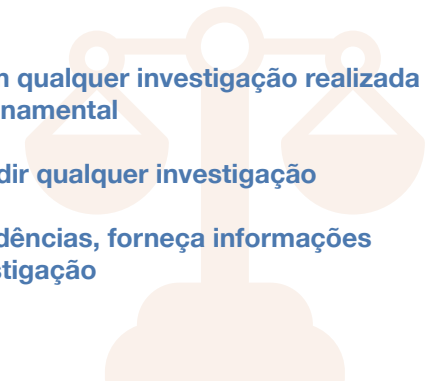 qualquer investigação realizada
namental
dir qualquer investigação
dências, forneça informações
stigação